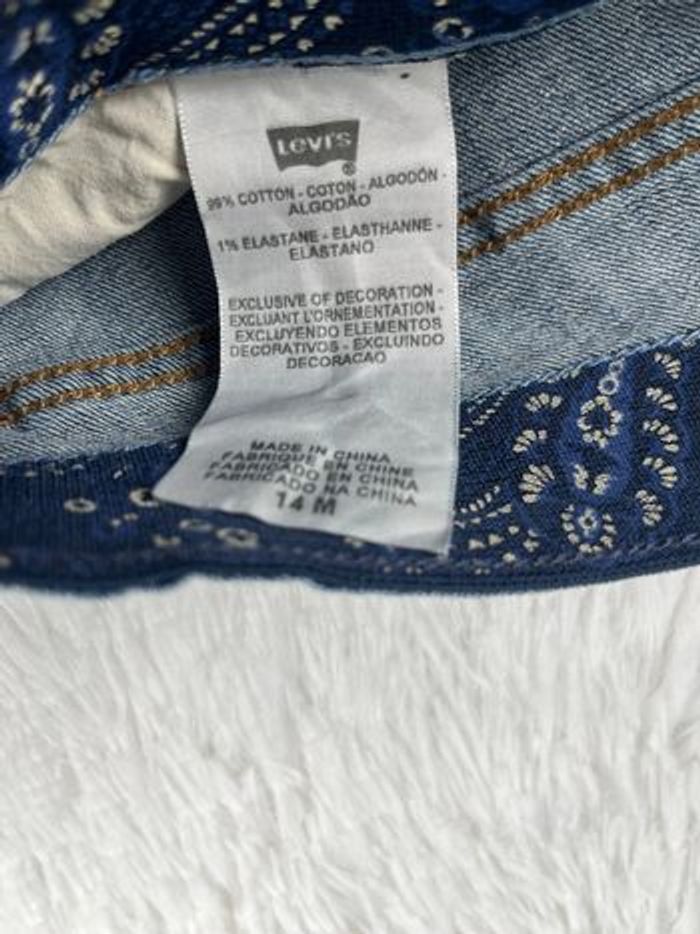 Levi's
®
99% COTTON - COTON - ALGODÓN -
ALGODÃO
1% ELASTANE - ELASTHANNE -
ELASTANO
EXCLUSIVE OF DECORATION -
EXCLUANT L'ORNEMENTATION -
EXCLUYENDO ELEMENTOS
DECORATIVOS - EXCLUINDO
DECORACAO
MADE IN CHINA
FABRIQUE EN CHINE
FABRICADO EN CHINA
FABRICADO NA CHINA
14 M